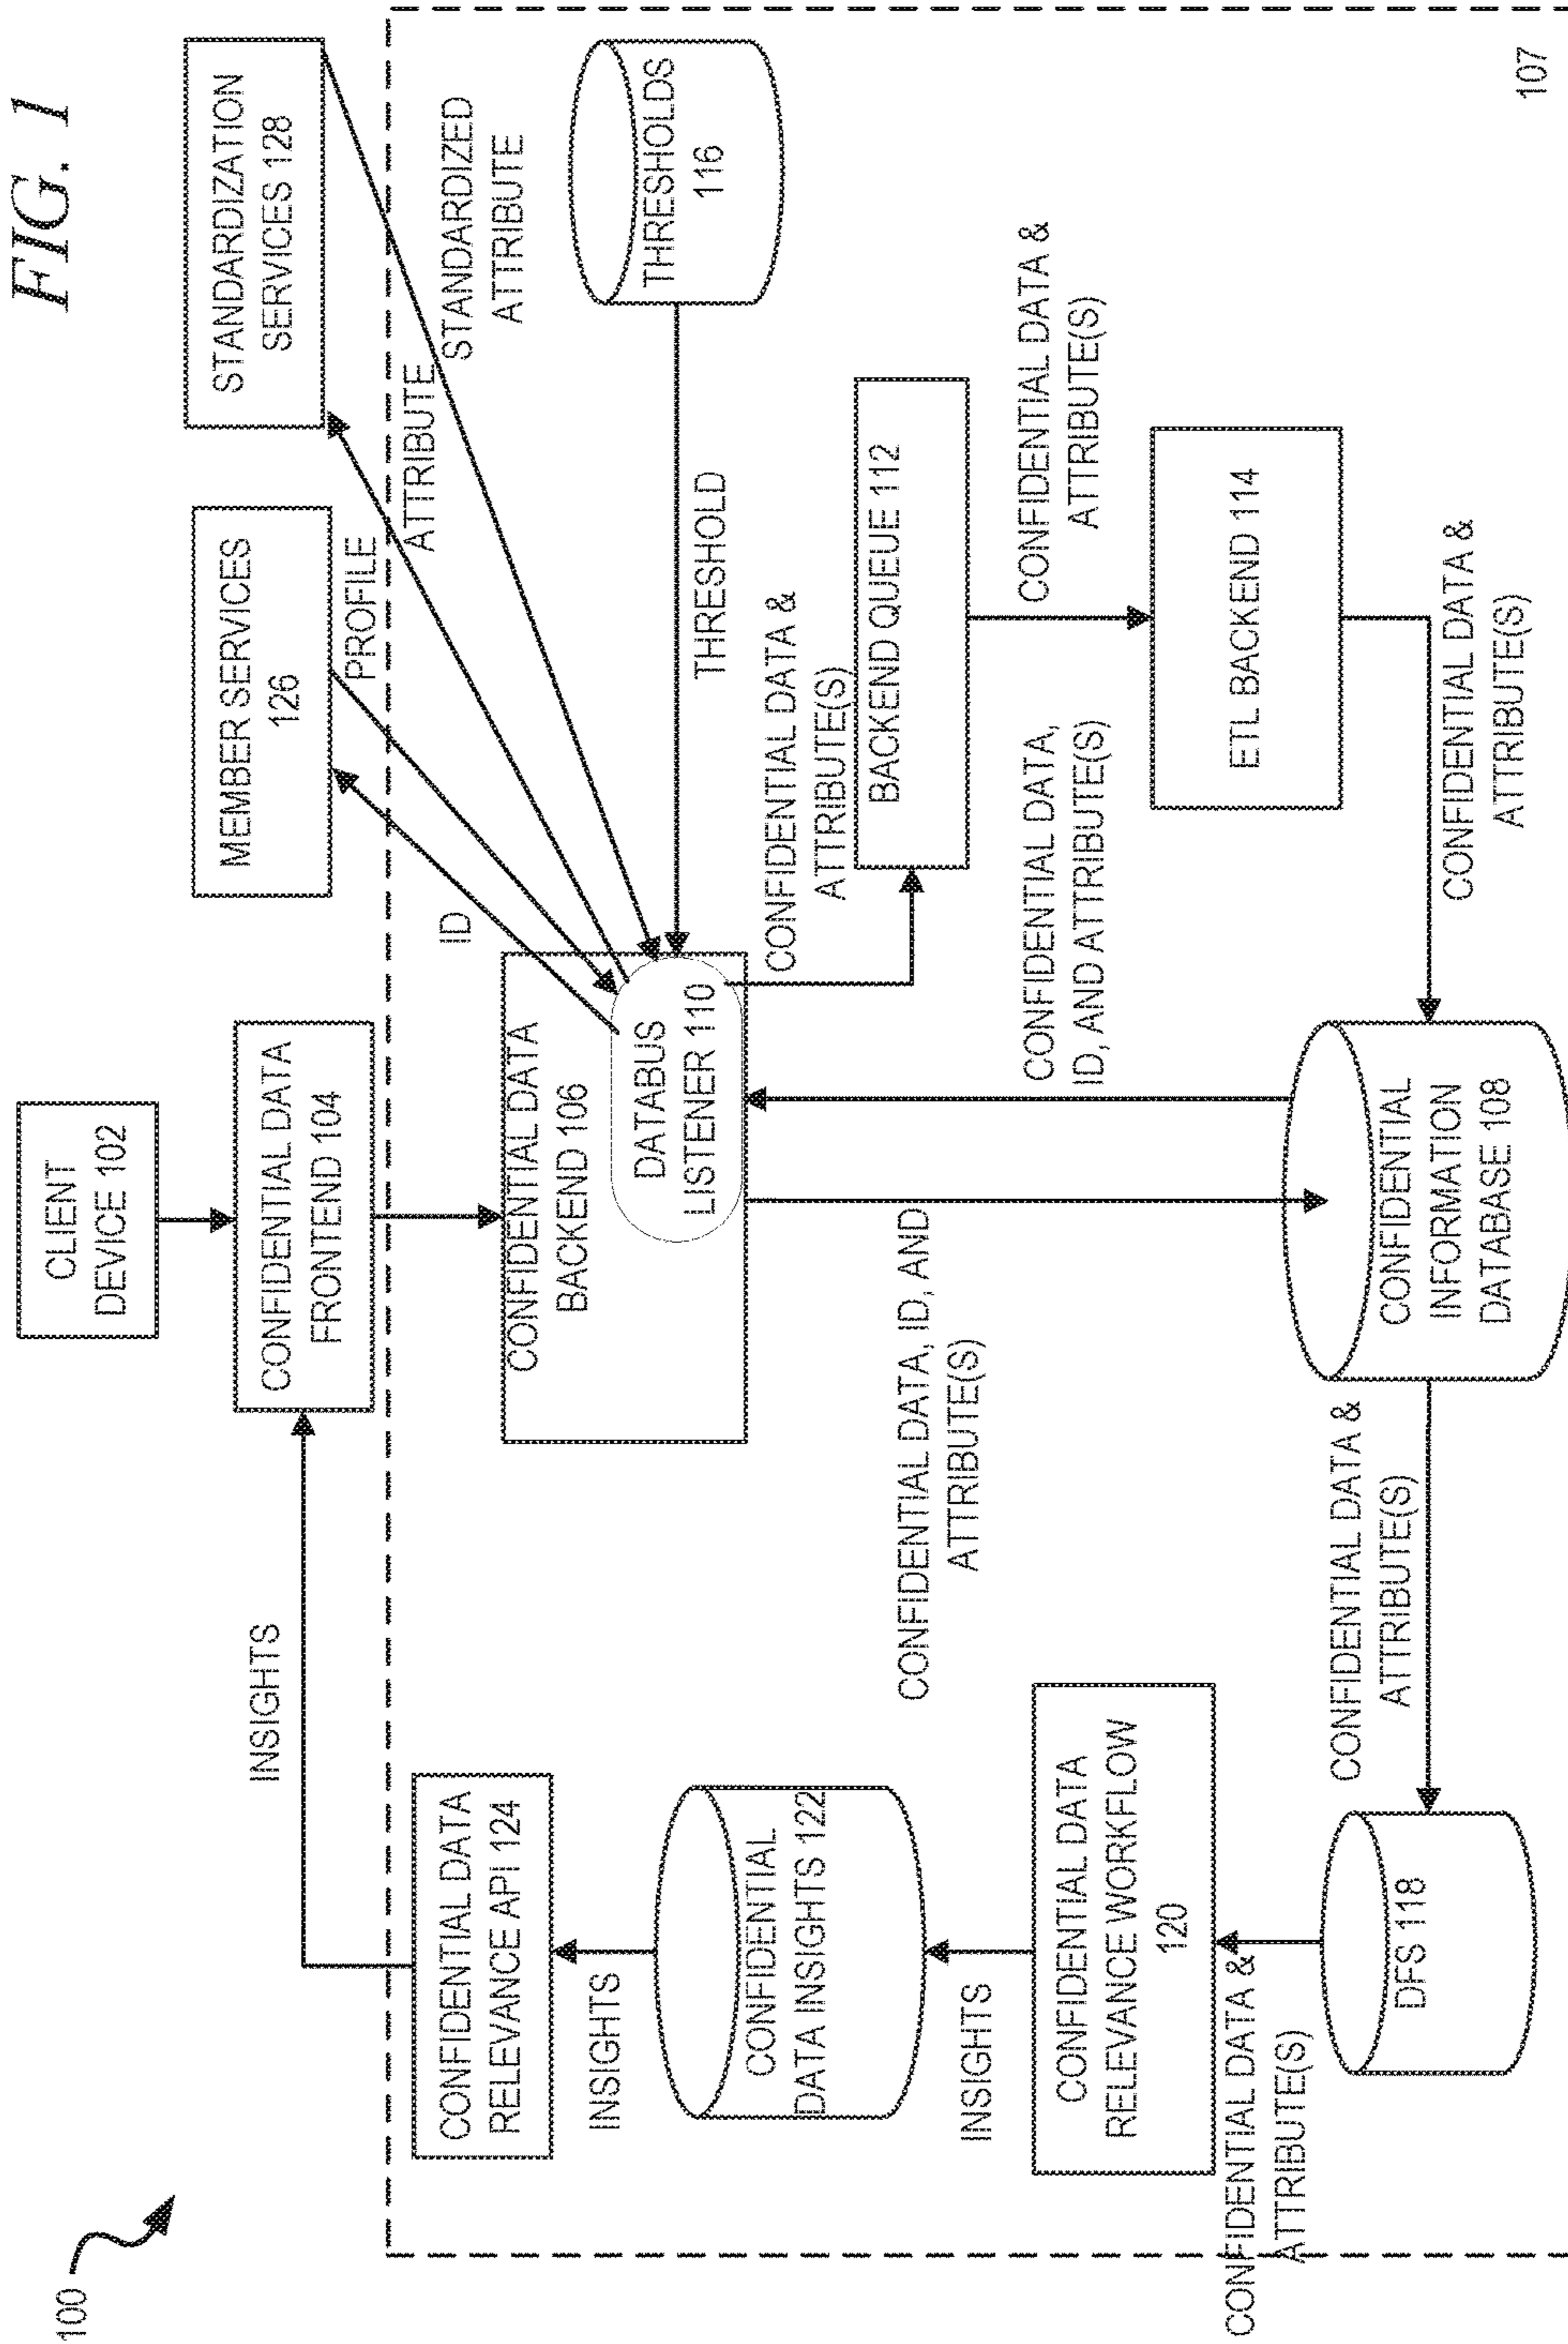 FIG. 1
100
CLIENT
DEVICE 102
INSIGHTS
CONFIDENTIAL DATA
FRONTEND 104
MEMBER SERVICES
126
STANDARDIZATION
SERVICES 128
ID
PROFILE
ATTRIBUTE
STANDARDIZED
ATTRIBUTE
CONFIDENTIAL DATA
RELEVANCE API 124
CONFIDENTIAL DATA
BACKEND 106
DATABUS
LISTENER 110
THRESHOLD
THRESHOLDS
116
INSIGHTS
CONFIDENTIAL
DATA INSIGHTS 122
CONFIDENTIAL DATA &
ATTRIBUTE(S)
BACKEND QUEUE 112
CONFIDENTIAL DATA, ID, AND
ATTRIBUTE(S)
CONFIDENTIAL DATA,
ID, AND ATTRIBUTE(S)
CONFIDENTIAL DATA &
ATTRIBUTE(S)
INSIGHTS
CONFIDENTIAL DATA
RELEVANCE WORKFLOW
120
ETL BACKEND 114
CONFIDENTIAL DATA &
ATTRIBUTE(S)
DFS 118
CONFIDENTIAL DATA &
ATTRIBUTE(S)
CONFIDENTIAL
INFORMATION
DATABASE 108
CONFIDENTIAL DATA &
ATTRIBUTE(S)
107